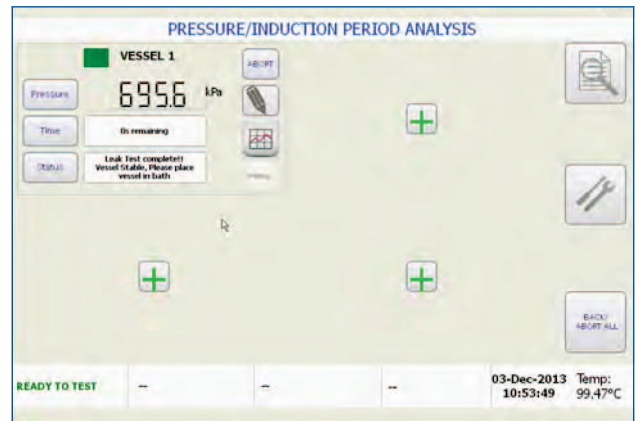 PRESSURE/INDUCTION PERIOD ANALYSIS
VESSEL 1
ABORT
Pressure
695.6 kPa
Time
0s remaining
Status
Leak Test complete!!
Vessel Stable, Please place
vessel in bath
BACK/
ABORT ALL
READY TO TEST
--
--
--
03-Dec-2013
10:53:49
Temp:
99.47°C